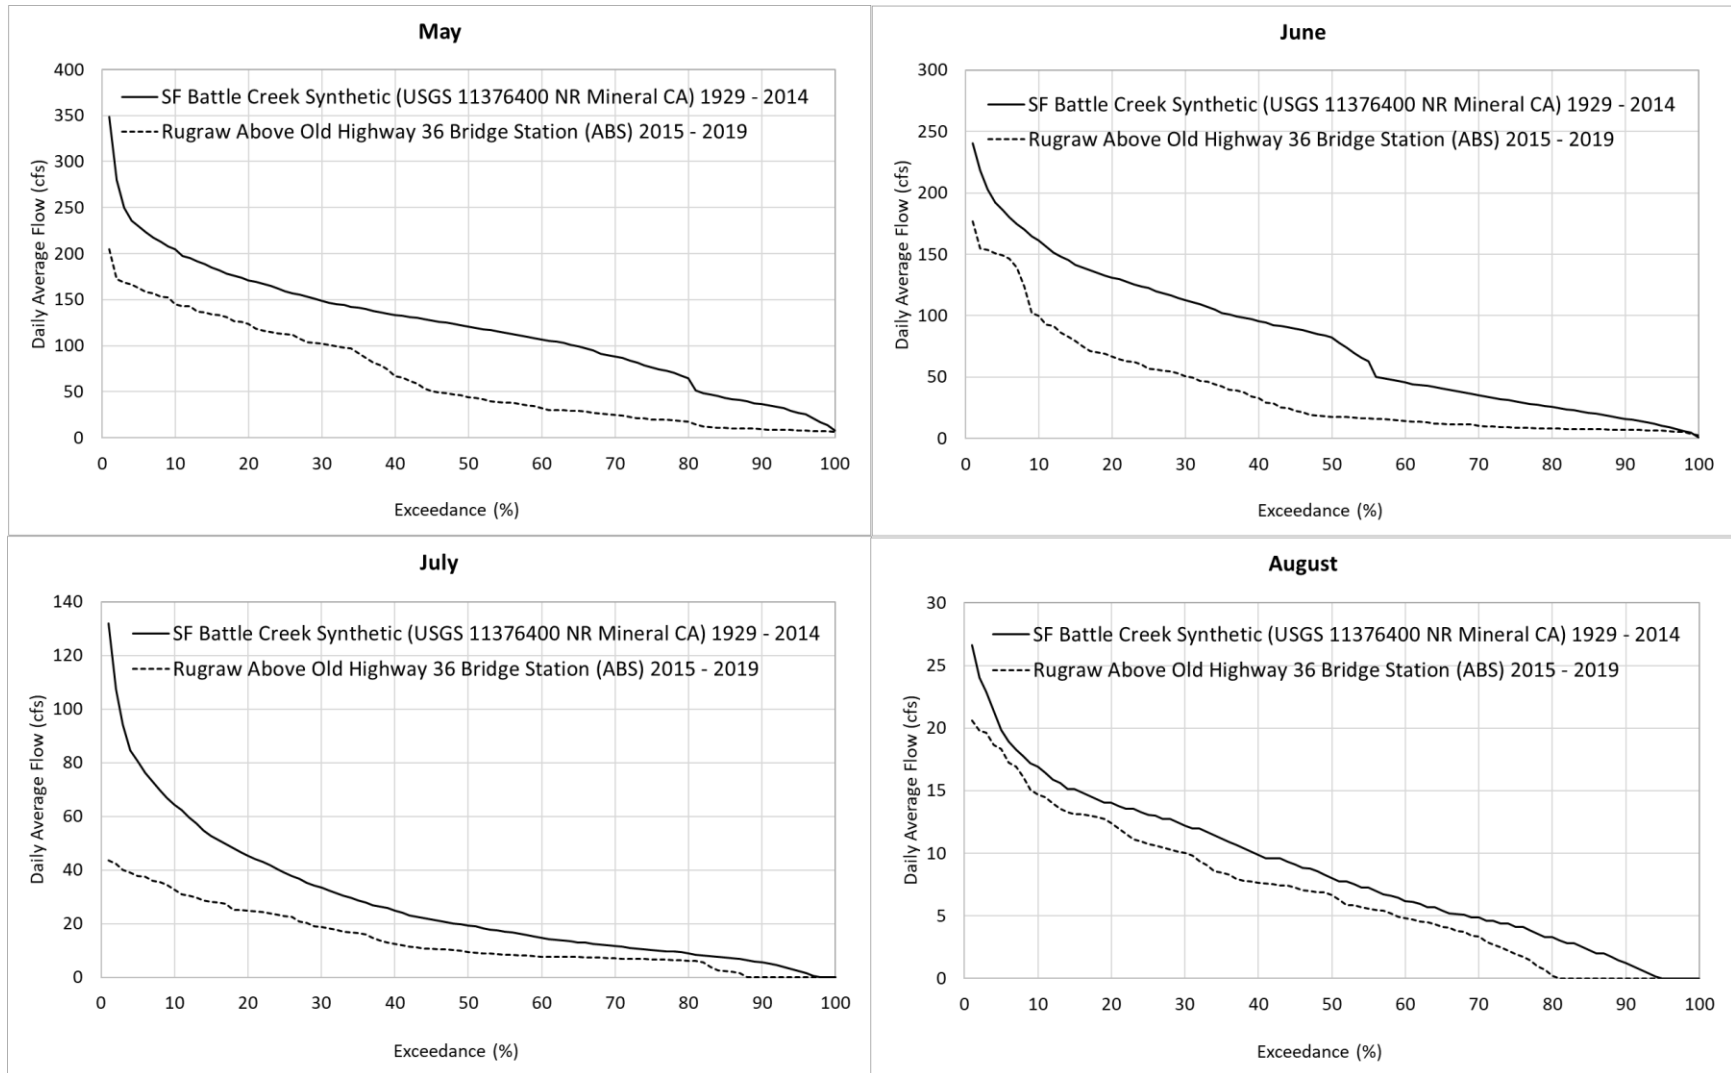 May
400
350
300
250
200
150
100
50
0
Daily Average Flow (cfs)
SF Battle Creek Synthetic (USGS 11376400 NR Mineral CA) 1929 - 2014
Rugraw Above Old Highway 36 Bridge Station (ABS) 2015 - 2019
0 10 20 30 40 50 60 70 80 90 100
Exceedance (%)
June
300
250
200
150
100
50
0
Daily Average Flow (cfs)
SF Battle Creek Synthetic (USGS 11376400 NR Mineral CA) 1929 - 2014
Rugraw Above Old Highway 36 Bridge Station (ABS) 2015 - 2019
0 10 20 30 40 50 60 70 80 90 100
Exceedance (%)
July
140
120
100
80
60
40
20
0
Daily Average Flow (cfs)
SF Battle Creek Synthetic (USGS 11376400 NR Mineral CA) 1929 - 2014
Rugraw Above Old Highway 36 Bridge Station (ABS) 2015 - 2019
0 10 20 30 40 50 60 70 80 90 100
Exceedance (%)
August
30
25
20
15
10
5
0
Daily Average Flow (cfs)
SF Battle Creek Synthetic (USGS 11376400 NR Mineral CA) 1929 - 2014
Rugraw Above Old Highway 36 Bridge Station (ABS) 2015 - 2019
0 10 20 30 40 50 60 70 80 90 100
Exceedance (%)